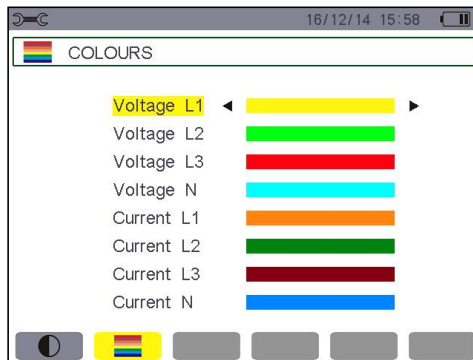 16/12/14 15:58
COLOURS
Voltage L1
Voltage L2
Voltage L3
Voltage N
Current L1
Current L2
Current L3
Current N